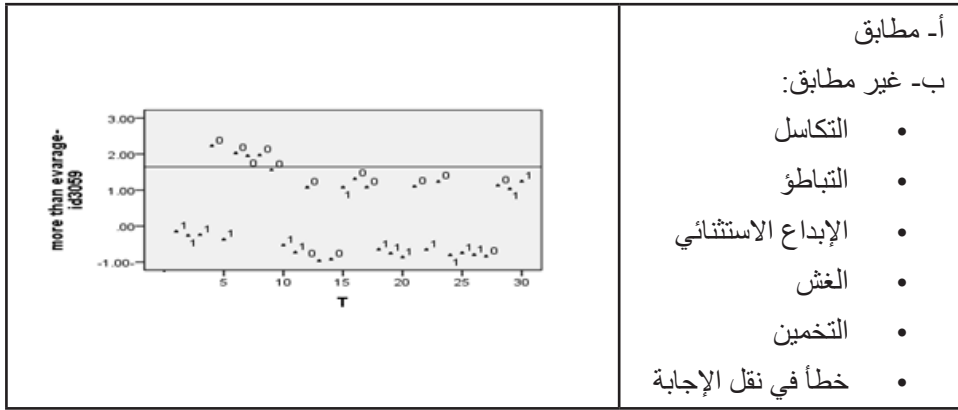 أ- مطابق
ب- غير مطابق:
• التكاسل
• التباطؤ
• الإبداع الاستثنائي
• الغش
• التخمين
• خطأ في نقل الإجابة
more than evarage-
id3059
3.00
2.00
1.00
.00
-1.00
5 10 15 20 25 30
T